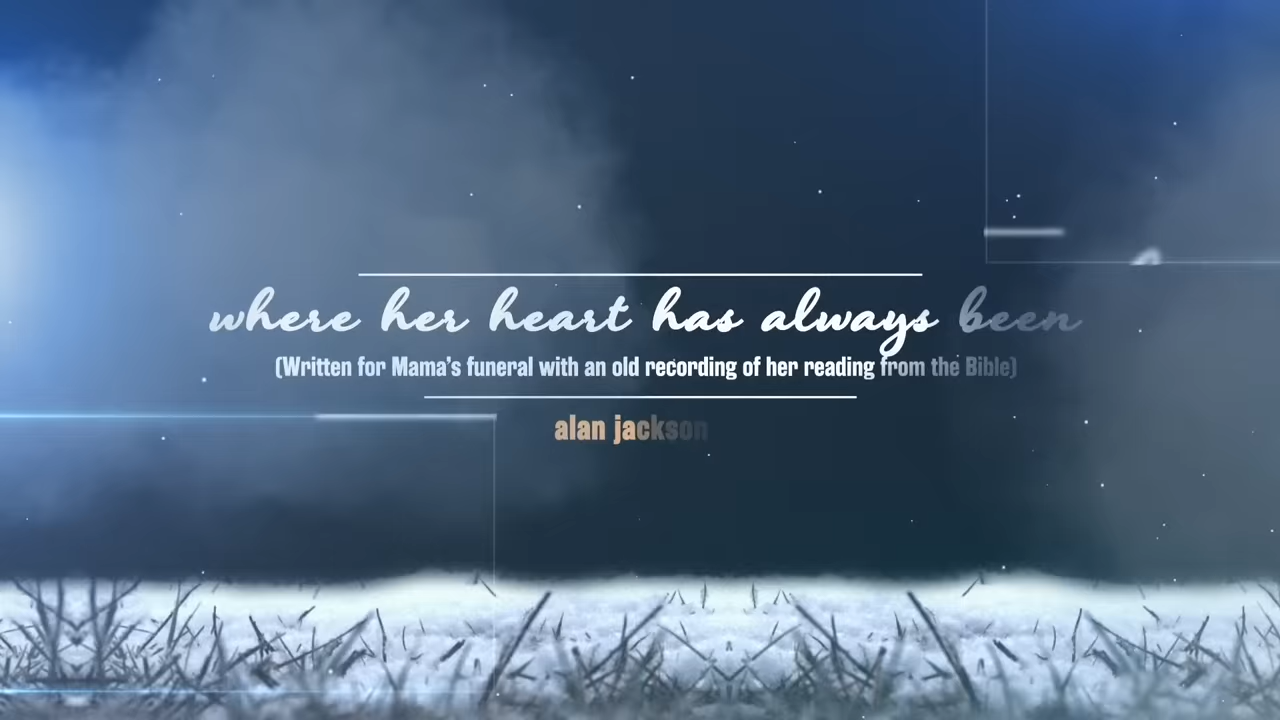 where her heart has always been
(Written for Mama's funeral with an old recording of her reading from the Bible)
alan jackson